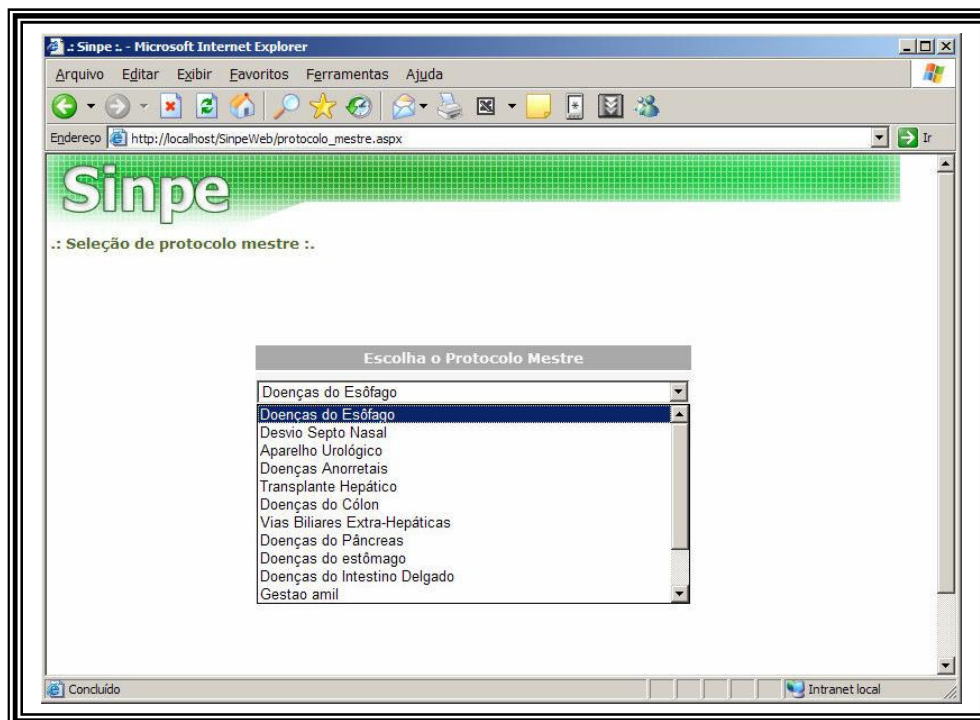 .: Sinpe :. - Microsoft Internet Explorer
Arquivo Editar Exibir Favoritos Ferramentas Ajuda
Endereço http://localhost/SinpeWeb/protocolo_mestre.aspx Ir
Sinpe
.: Seleção de protocolo mestre :.
Escolha o Protocolo Mestre
Doenças do Esôfago
Doenças do Esôfago
Desvio Septo Nasal
Aparelho Urológico
Doenças Anorretais
Transplante Hepático
Doenças do Cólon
Vias Biliares Extra-Hepáticas
Doenças do Pâncreas
Doenças do estômago
Doenças do Intestino Delgado
Gestao amil
Concluído Intranet local